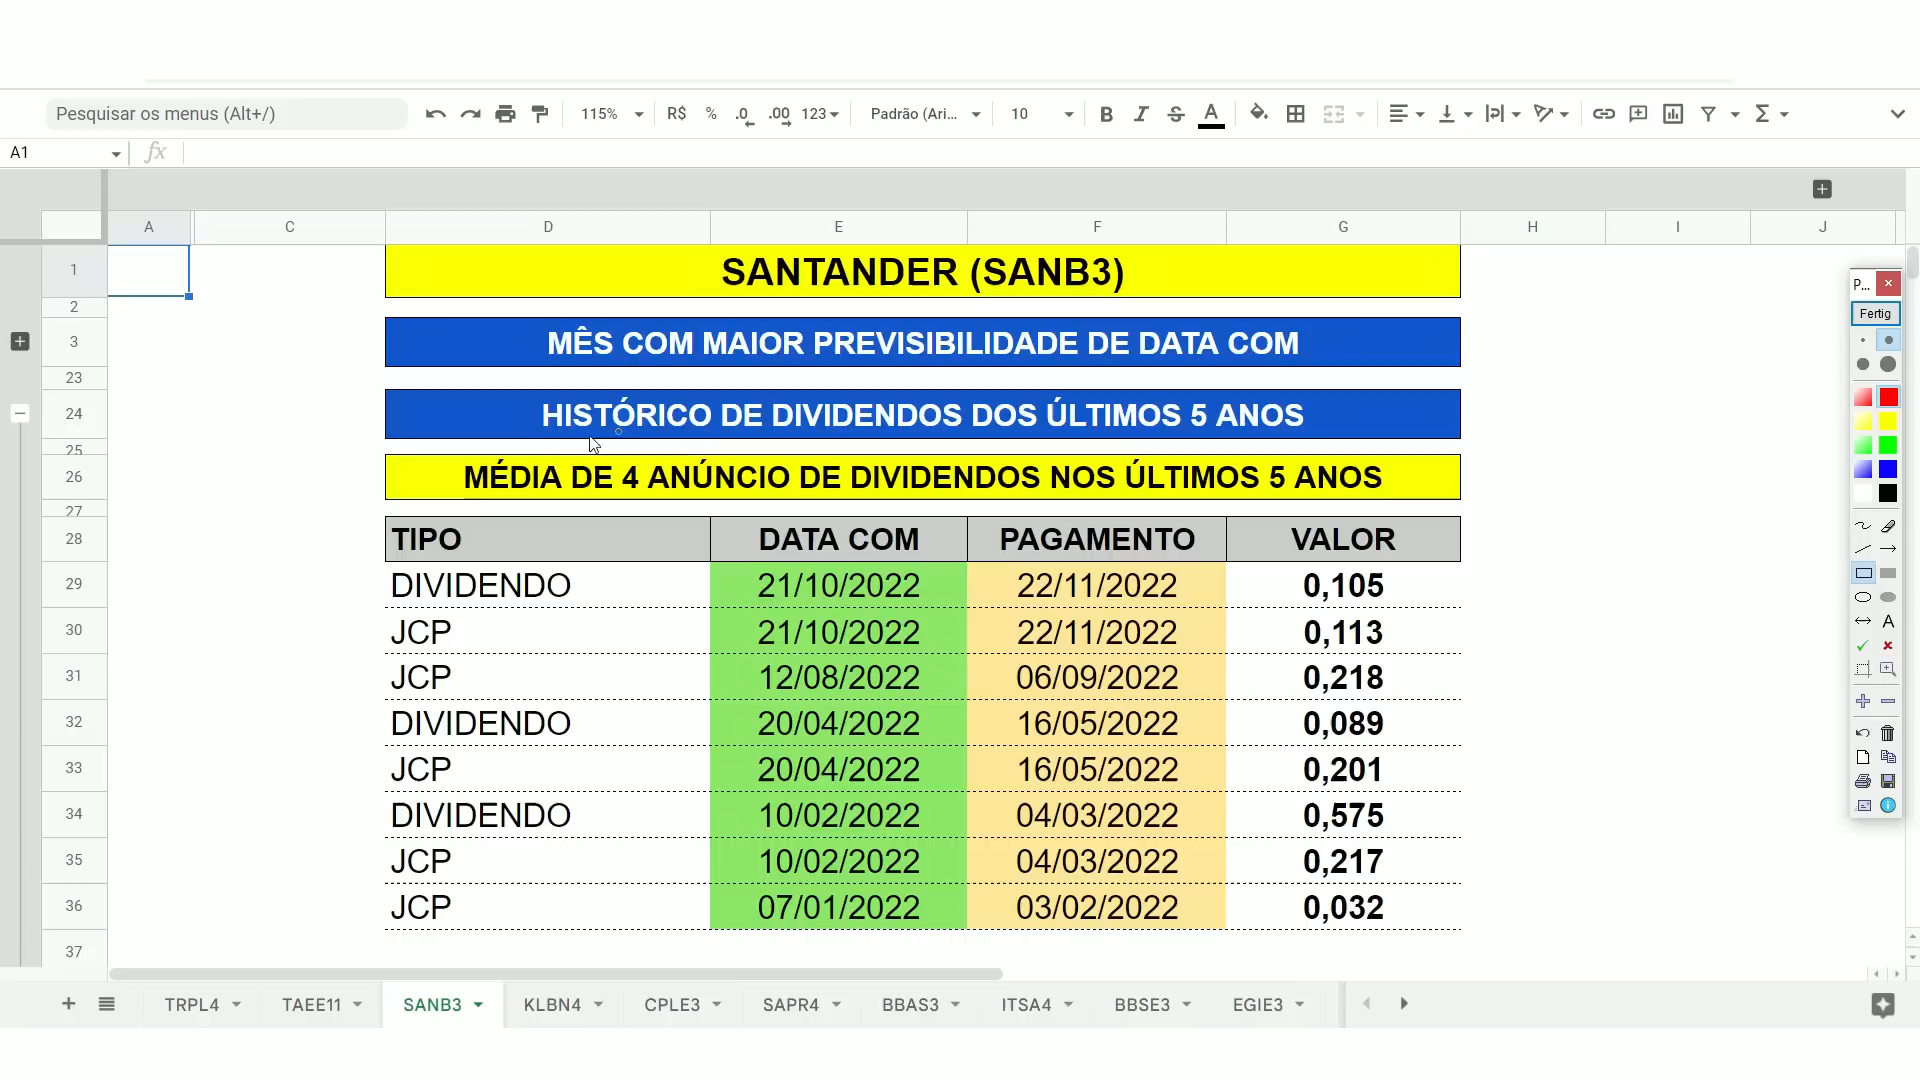 Pesquisar os menus (Alt+/)
115%
R$
%
.0
.00
123
Padrão (Ari...
10
B
I
S
A
A1
fx
A
C
D
E
F
G
H
I
J
1
SANTANDER (SANB3)
2
3
MÊS COM MAIOR PREVISIBILIDADE DE DATA COM
23
24
HISTÓRICO DE DIVIDENDOS DOS ÚLTIMOS 5 ANOS
25
26
MÉDIA DE 4 ANÚNCIO DE DIVIDENDOS NOS ÚLTIMOS 5 ANOS
27
28 TIPO DATA COM PAGAMENTO VALOR
29 DIVIDENDO 21/10/2022 22/11/2022 0,105
30 JCP 21/10/2022 22/11/2022 0,113
31 JCP 12/08/2022 06/09/2022 0,218
32 DIVIDENDO 20/04/2022 16/05/2022 0,089
33 JCP 20/04/2022 16/05/2022 0,201
34 DIVIDENDO 10/02/2022 04/03/2022 0,575
35 JCP 10/02/2022 04/03/2022 0,217
36 JCP 07/01/2022 03/02/2022 0,032
37
P...
Fertig
A
TRPL4
TAEE11
SANB3
KLBN4
CPLE3
SAPR4
BBAS3
ITSA4
BBSE3
EGIE3